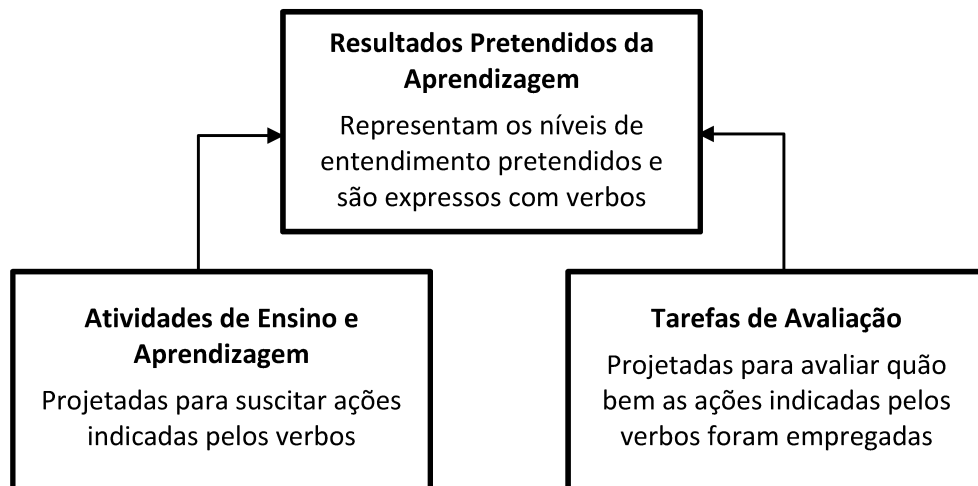 Resultados Pretendidos da
Aprendizagem
Representam os níveis de
entendimento pretendidos e
são expressos com verbos
Atividades de Ensino e
Aprendizagem
Projetadas para suscitar ações
indicadas pelos verbos
Tarefas de Avaliação
Projetadas para avaliar quão
bem as ações indicadas pelos
verbos foram empregadas